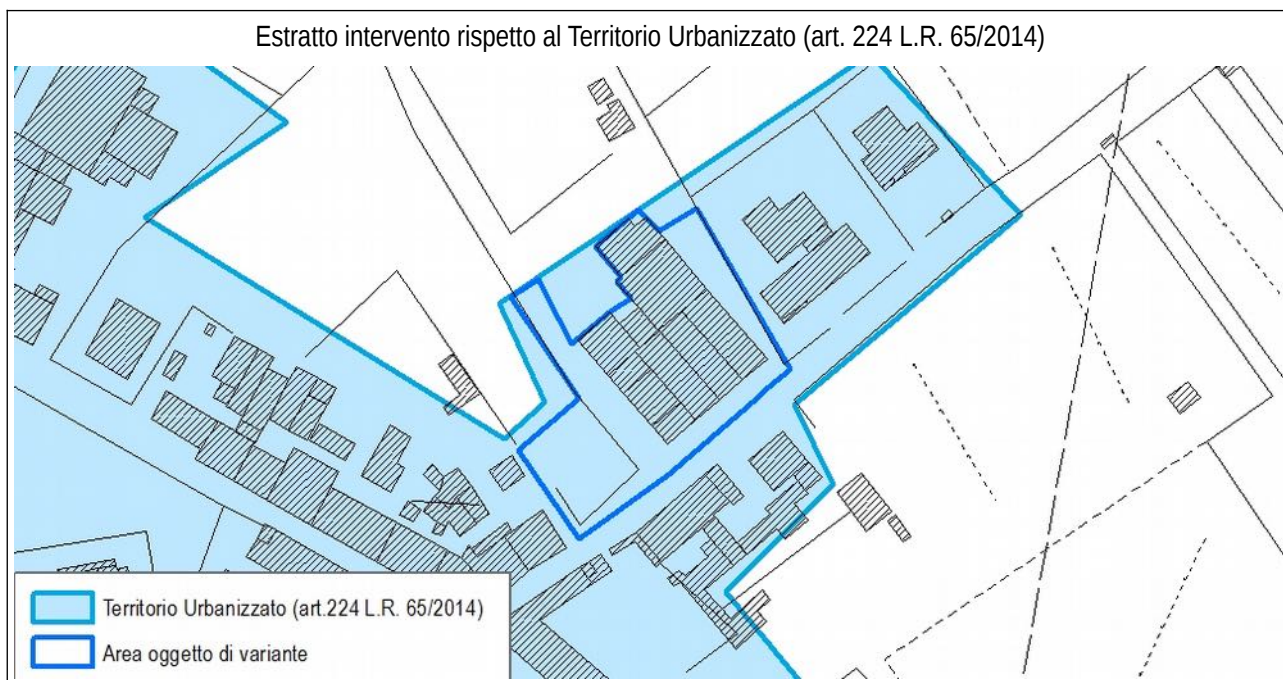 Estratto intervento rispetto al Territorio Urbanizzato (art. 224 L.R. 65/2014)
Territorio Urbanizzato (art.224 L.R. 65/2014)
Area oggetto di variante